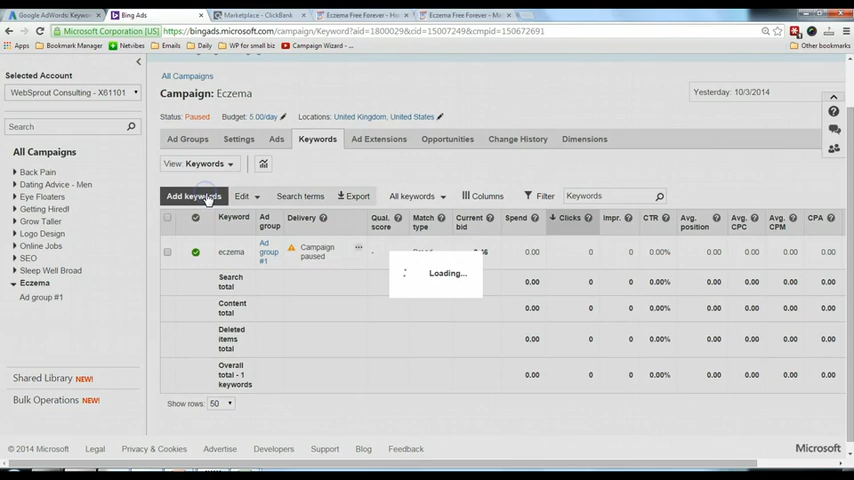 Google AdWords: Keywo
Bing Ads
Marketplace - ClickBank
Eczema Free Forever - Ho
Eczema Free Forever - Ma
Microsoft Corporation [US]
https://bingads.microsoft.com/campaign/Keyword?aid=1800029&cid=15007249&cmpid=150672691
Apps
Bookmark Manager
Netvibes
Emails
Daily
WP for small biz
Campaign Wizard - ...
Other bookmarks
Selected Account
WebSprout Consulting - X61101
Search
All Campaigns
Back Pain
Dating Advice - Men
Eye Floaters
Getting Hired!
Grow Taller
Logo Design
Online Jobs
SEO
Sleep Well Broad
Eczema
Ad group #1
Shared Library NEW!
Bulk Operations NEW!
All Campaigns
Campaign: Eczema
Yesterday: 10/3/2014
Status: Paused
Budget: 5.00/day
Locations: United Kingdom, United States
Ad Groups
Settings
Ads
Keywords
Ad Extensions
Opportunities
Change History
Dimensions
View: Keywords
Add keywords
Edit
Search terms
Export
All keywords
Columns
Filter
Keywords
Keyword
Ad group
Delivery
Qual. score
Match type
Current bid
Spend
Clicks
Impr.
CTR
Avg. position
Avg. CPC
Avg. CPM
CPA
eczema
Ad group #1
Campaign paused
-
0.00 0 0 0.00% 0.00 0.00 0.00 0.00
Search total
0.00 0 0 0.00% 0.00 0.00 0.00 0.00
Content total
0.00 0 0 0.00% 0.00 0.00 0.00 0.00
Deleted items total
0.00 0 0 0.00% 0.00 0.00 0.00 0.00
Overall total - 1 keywords
0.00 0 0 0.00% 0.00 0.00 0.00 0.00
Loading...
Show rows: 50
© 2014 Microsoft
Legal
Privacy & Cookies
Advertise
Developers
Support
Blog
Feedback
Microsoft